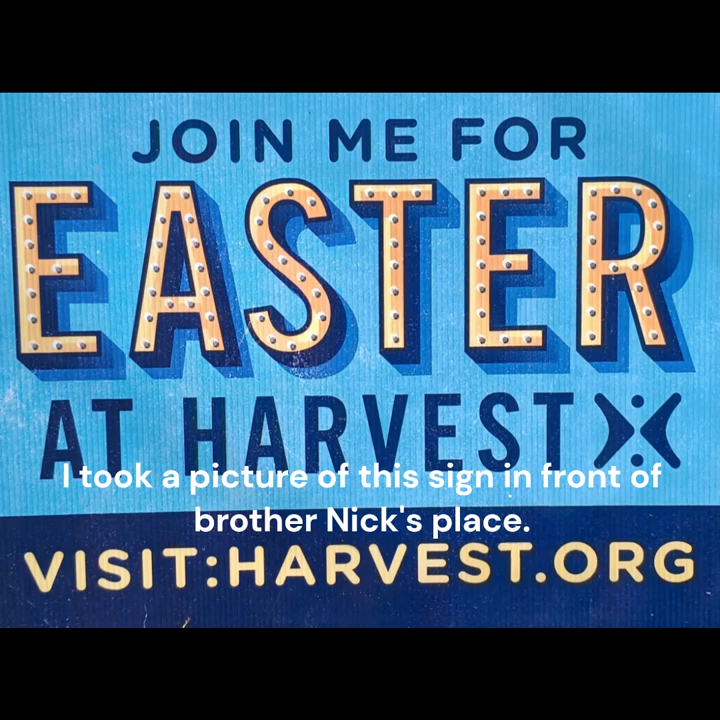 JOIN ME FOR
EASTER
AT HARVEST
I took a picture of this sign in front of
brother Nick's place.
VISIT:HARVEST.ORG